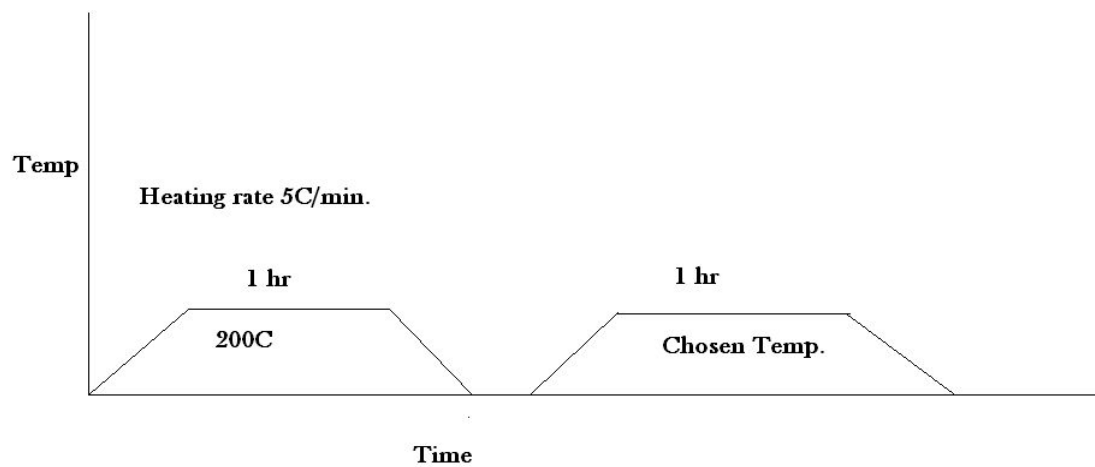 Temp
Heating rate 5C/min.
1 hr
1 hr
200C
Chosen Temp.
Time